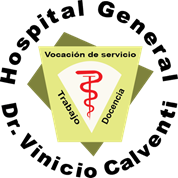 Hospital General
Vocación de servicio
Trabajo
Docencia
Dr. Vinicio Calventi